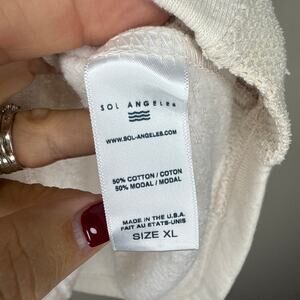 SOL ANGELES
WWW.SOL-ANGELES.COM
50% COTTON / COTON
50% MODAL / MODAL
MADE IN THE U.S.A.
FAIT AU ETATS-UNIS
SIZE XL